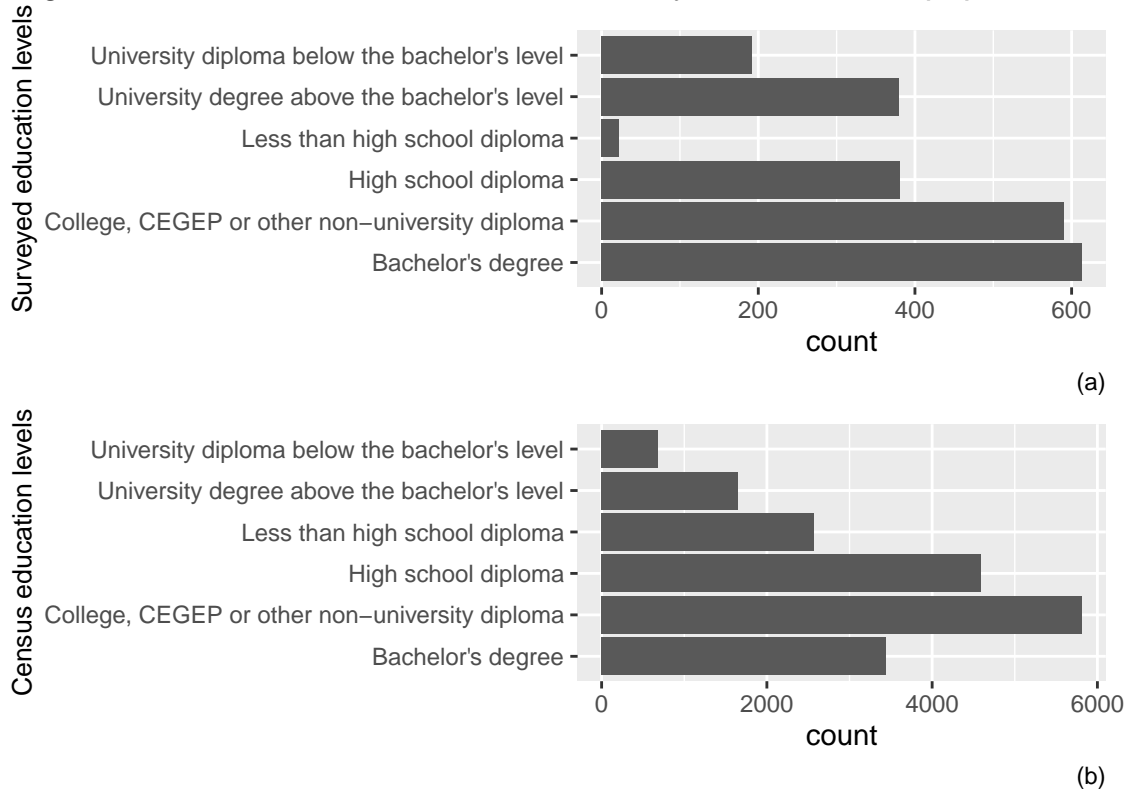 Surveyed education levels
University diploma below the bachelor's level
University degree above the bachelor's level
Less than high school diploma
High school diploma
College, CEGEP or other non−university diploma
Bachelor's degree
0 200 400 600
count
(a)
Census education levels
University diploma below the bachelor's level
University degree above the bachelor's level
Less than high school diploma
High school diploma
College, CEGEP or other non−university diploma
Bachelor's degree
0 2000 4000 6000
count
(b)